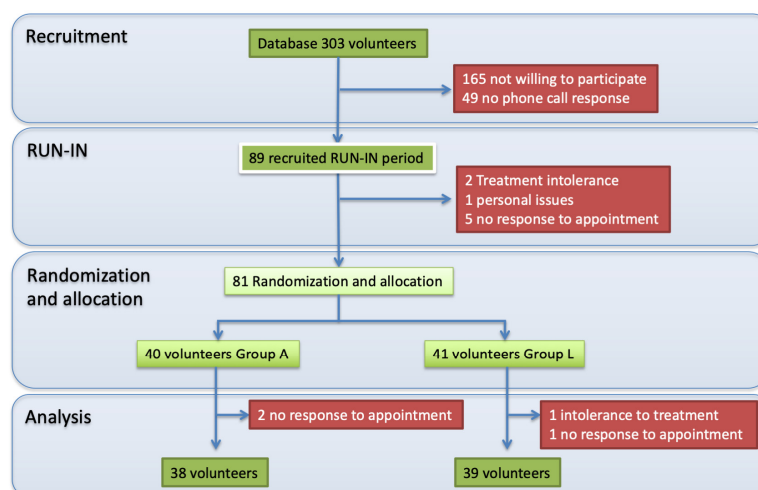 Recruitment
Database 303 volunteers
165 not willing to participate
49 no phone call response
RUN-IN
89 recruited RUN-IN period
2 Treatment intolerance
1 personal issues
5 no response to appointment
Randomization
and allocation
81 Randomization and allocation
40 volunteers Group A
41 volunteers Group L
Analysis
2 no response to appointment
1 intolerance to treatment
1 no response to appointment
38 volunteers
39 volunteers